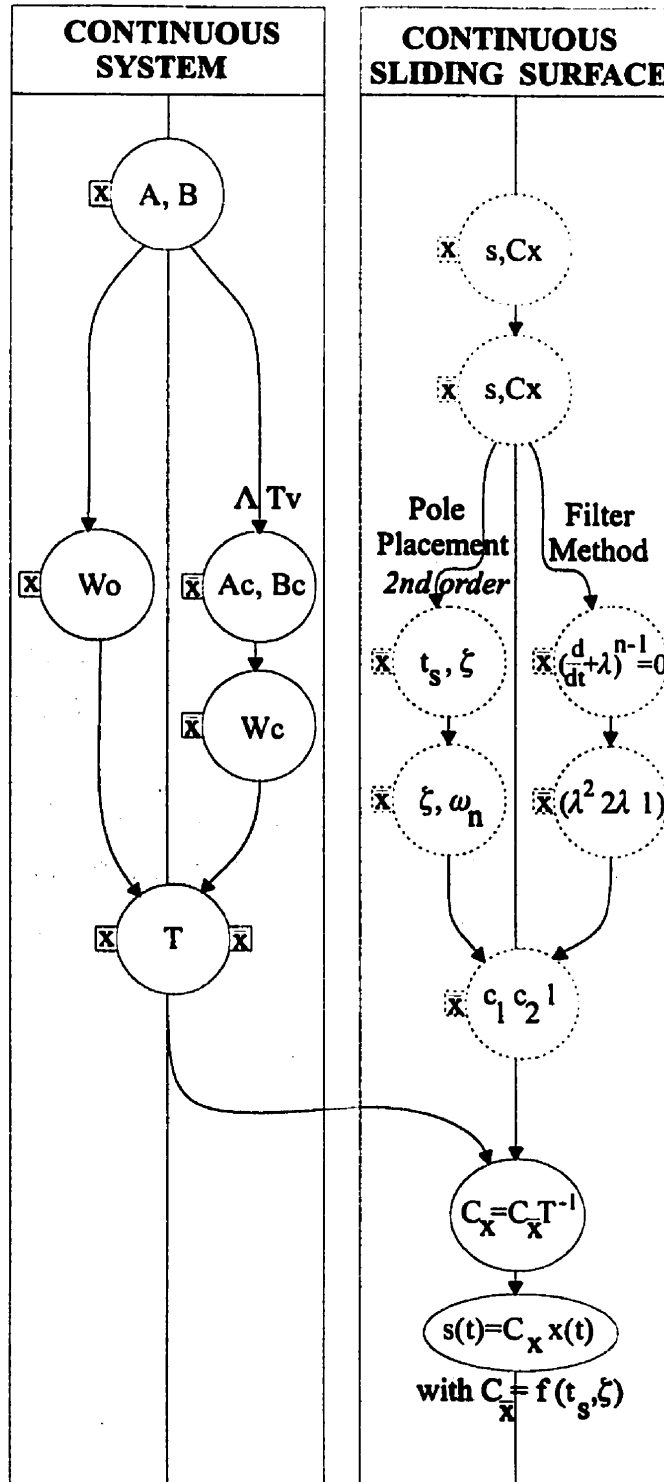 CONTINUOUS
SYSTEM
x A, B
Λ Tv
x Wo
x̄ Ac, Bc
x̄ Wc
x T x̄
CONTINUOUS
SLIDING SURFACE
x s,Cx
x̄ s,Cx
Pole
Placement
2nd order
Filter
Method
x̄ t_s, ζ
x̄ (d/dt+λ)^n-1=0
x̄ ζ, ω_n
x̄ (λ² 2λ 1)
x̄ c₁ c₂ 1
C_x=C_x̄T⁻¹
s(t)=C_x x(t)
with C_x̄= f(t_s,ζ)